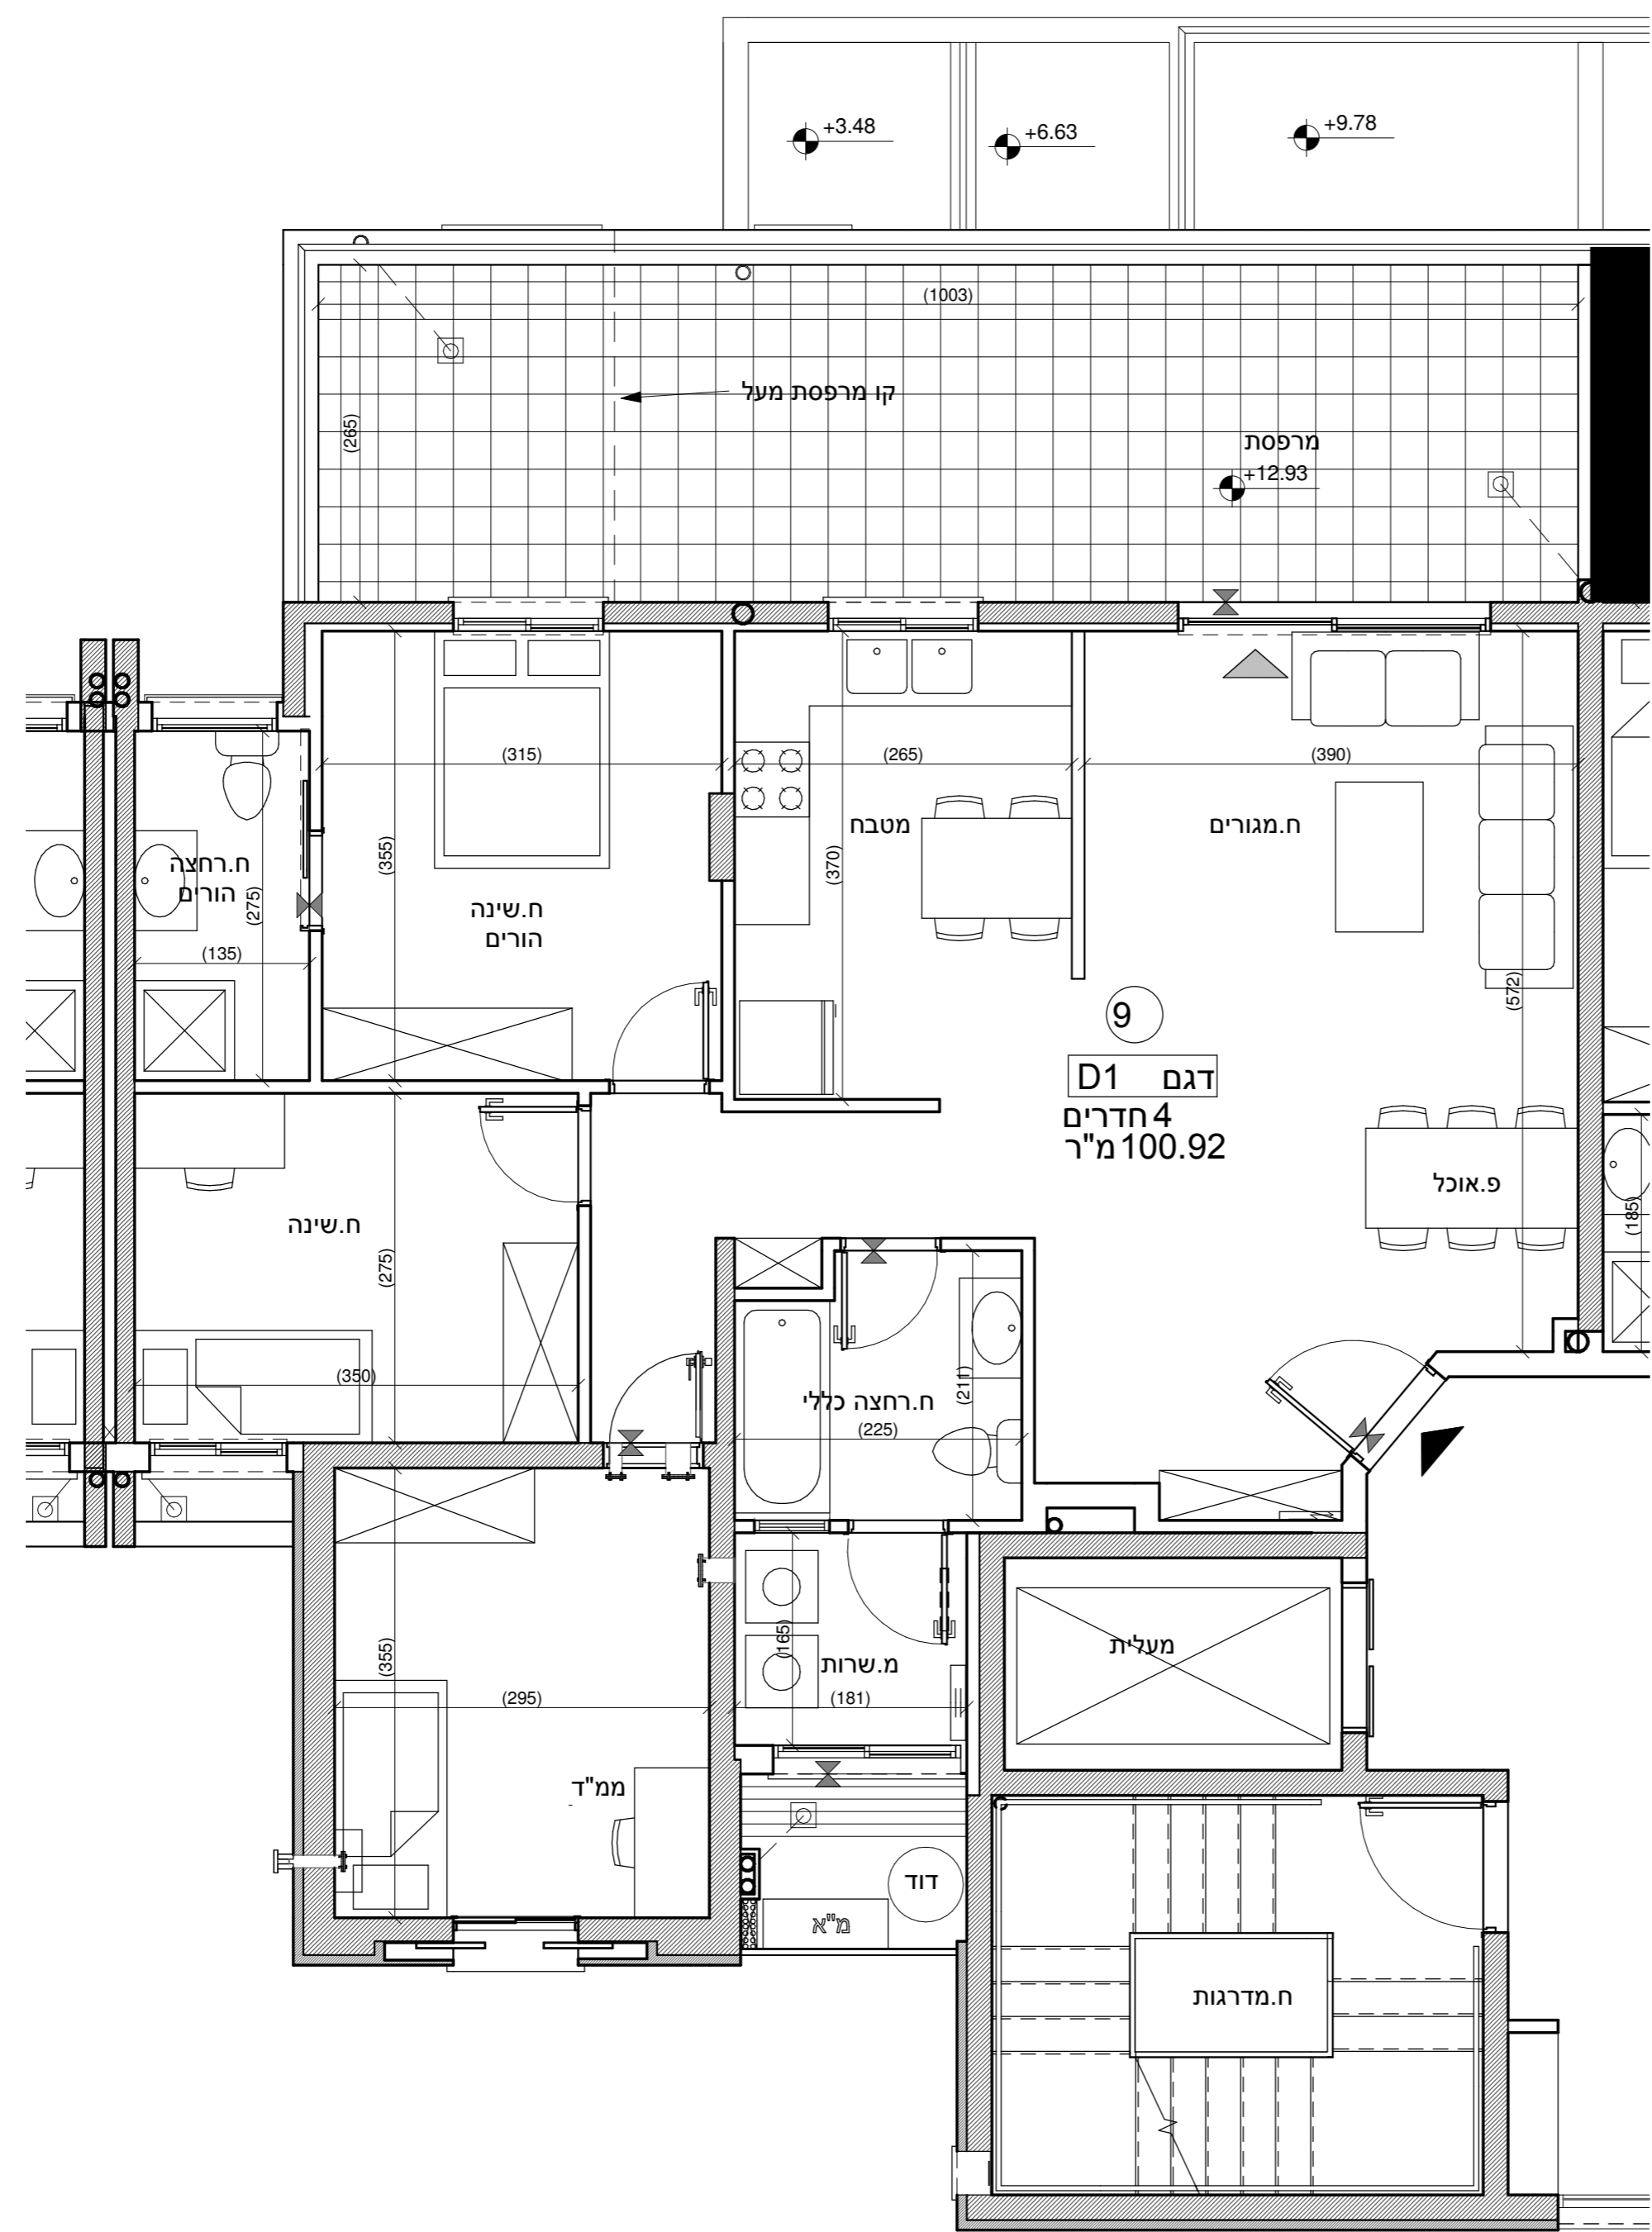 +3.48
+6.63
+9.78
(1003)
קו מרפסת מעל
(265)
מרפסת
+12.93
(315)
(265)
(390)
ח.רחצה
הורים
(275)
(135)
(355)
ח.שינה
הורים
מטבח
(370)
ח.מגורים
(572)
9
דגם D1
4 חדרים
100.92 מ"ר
פ.אוכל
(185)
ח.שינה
(275)
(350)
ח.רחצה כללי
(211)
(225)
(355)
(295)
(165)
מ.שרות
(181)
מעלית
ממ"ד
דוד
מ"א
ח.מדרגות